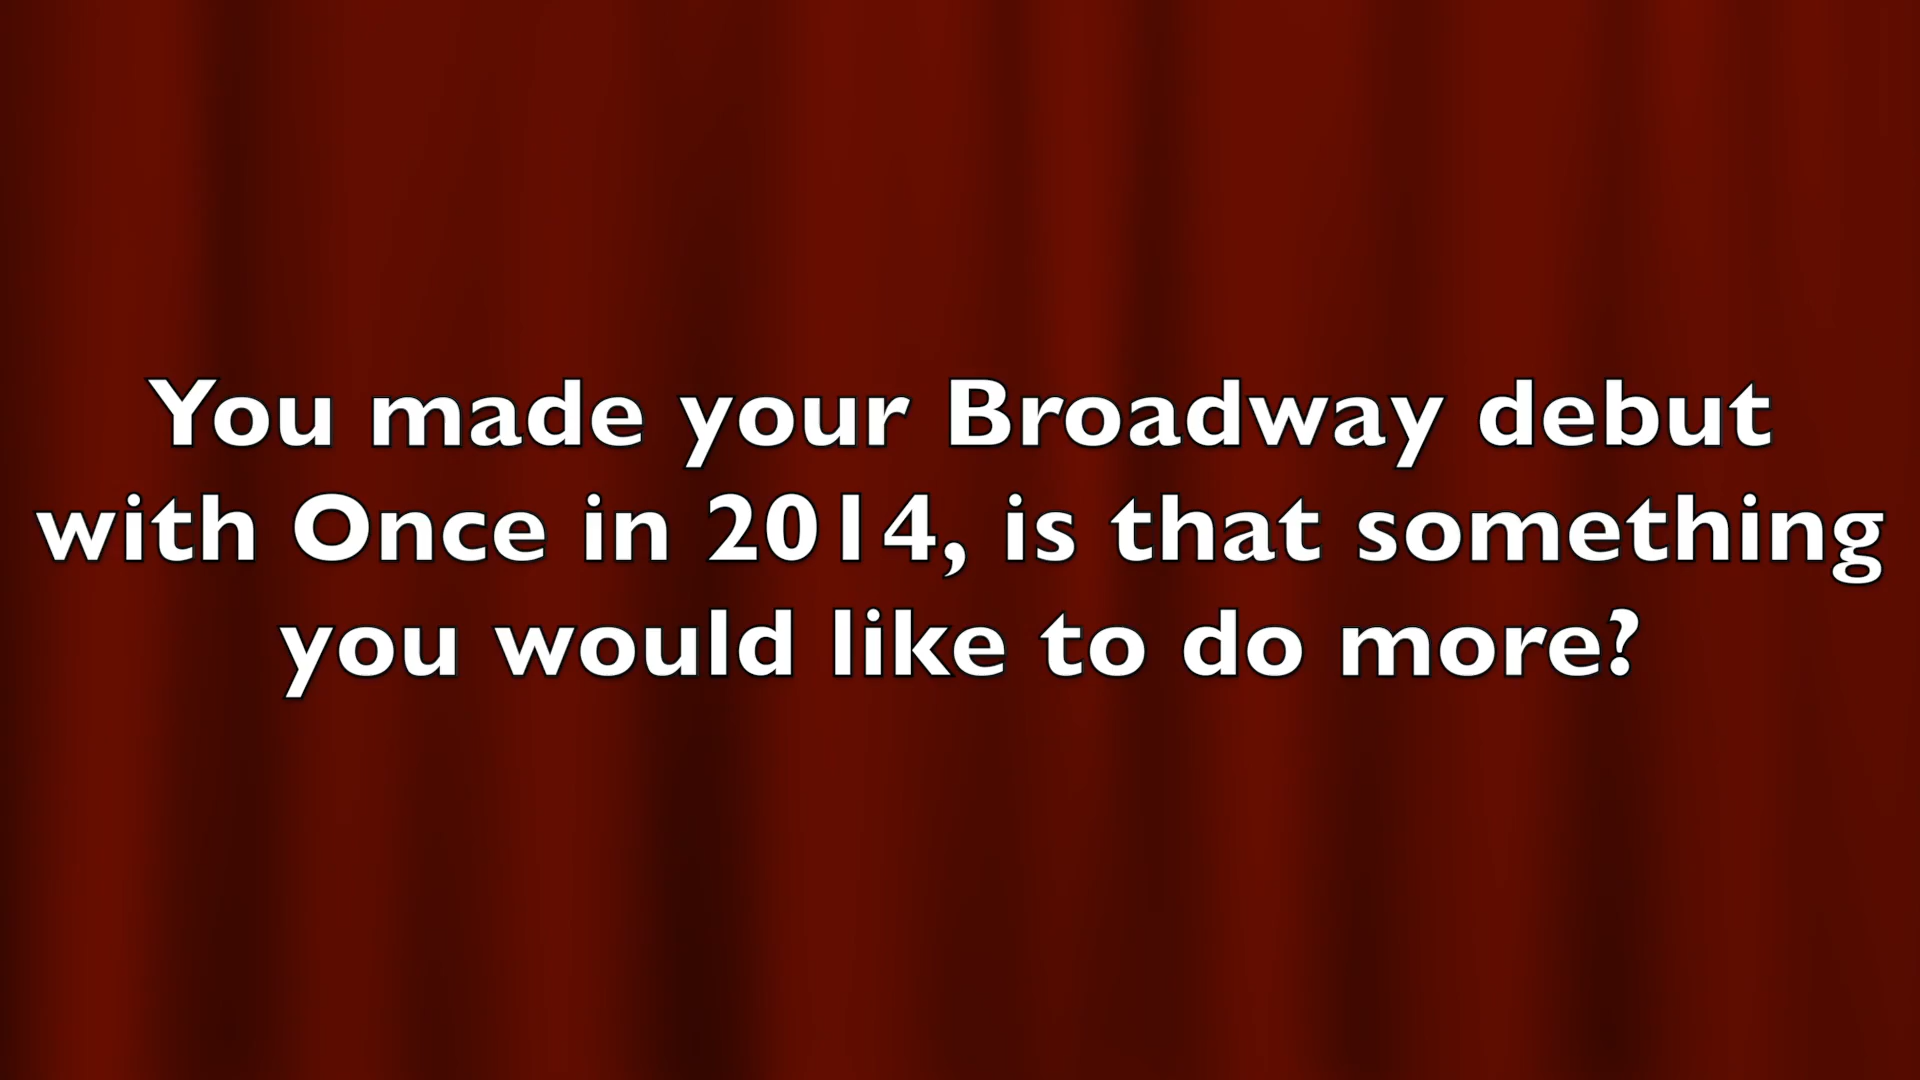 You made your Broadway debut
with Once in 2014, is that something
you would like to do more?